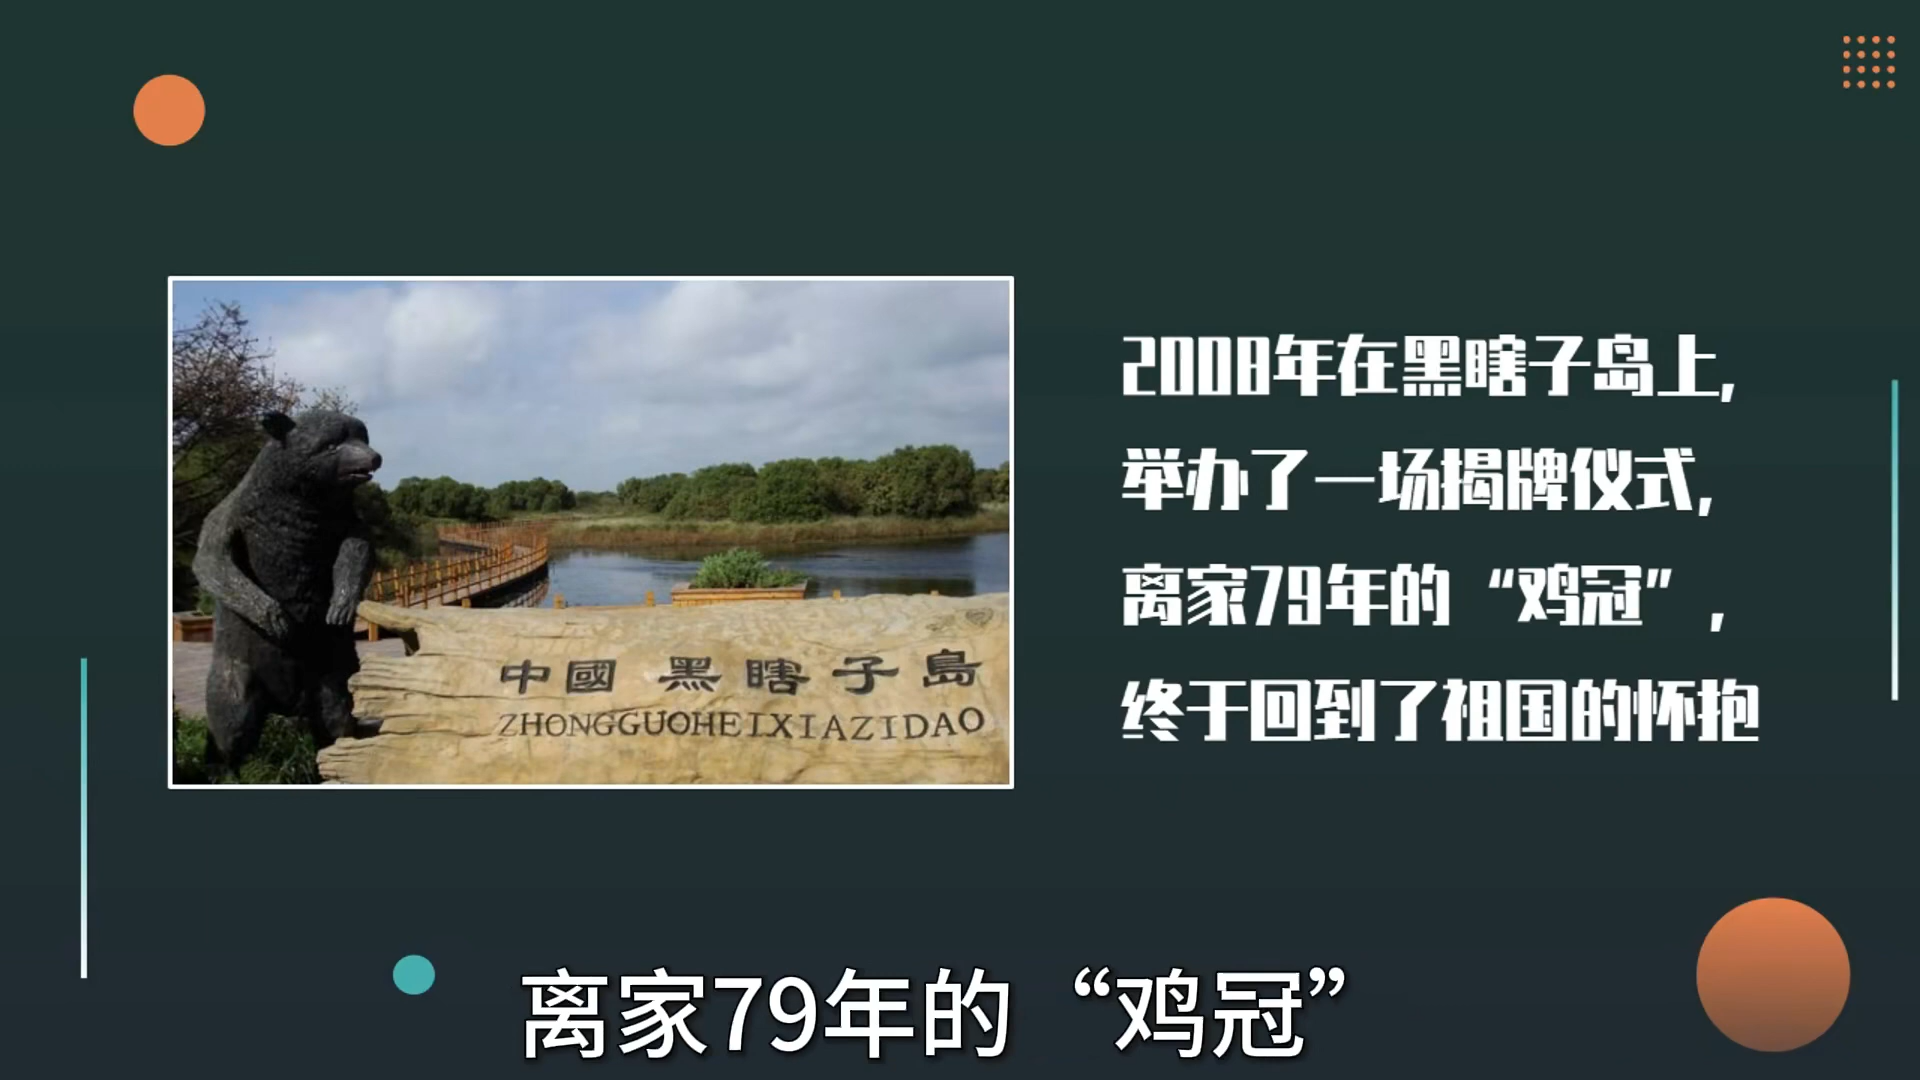 中國 黑瞎子島
ZHONGGUOHEIXIAZIDAO
2008年在黑瞎子岛上,
举办了一场揭牌仪式,
离家79年的“鸡冠”,
终于回到了祖国的怀抱
离家79年的“鸡冠”